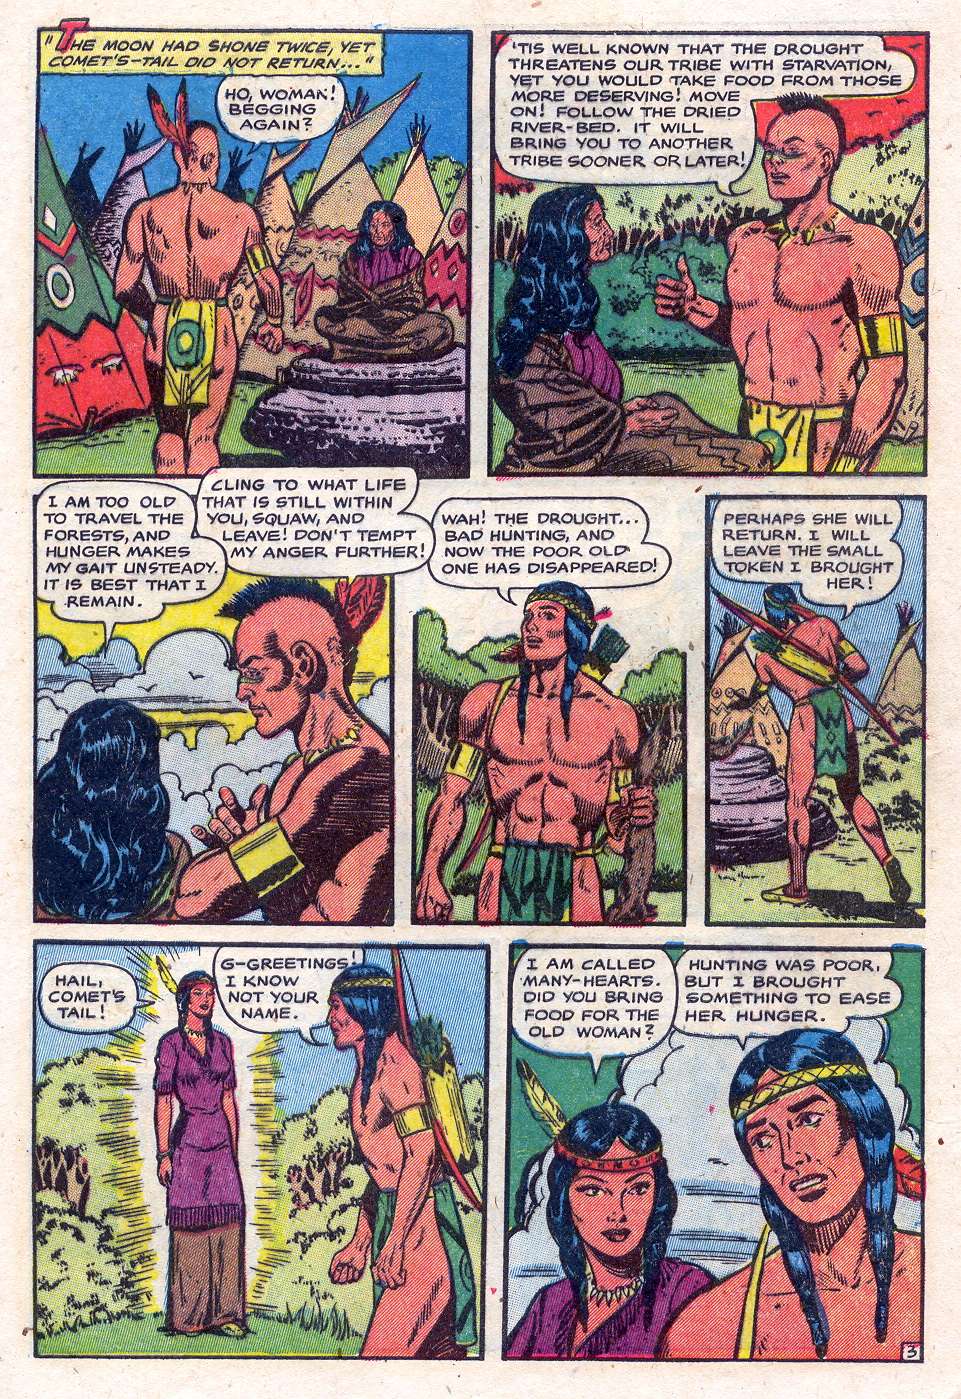 "THE MOON HAD SHONE TWICE, YET
COMET'S-TAIL DID NOT RETURN..."
HO, WOMAN!
BEGGING
AGAIN?
'TIS WELL KNOWN THAT THE DROUGHT
THREATENS OUR TRIBE WITH STARVATION,
YET YOU WOULD TAKE FOOD FROM THOSE
MORE DESERVING! MOVE
ON! FOLLOW THE DRIED
RIVER-BED. IT WILL
BRING YOU TO ANOTHER
TRIBE SOONER OR LATER!
I AM TOO OLD
TO TRAVEL THE
FORESTS, AND
HUNGER MAKES
MY GAIT UNSTEADY.
IT IS BEST THAT I
REMAIN.
CLING TO WHAT LIFE
THAT IS STILL WITHIN
YOU, SQUAW, AND
LEAVE! DON'T TEMPT
MY ANGER FURTHER!
WAH! THE DROUGHT...
BAD HUNTING, AND
NOW THE POOR OLD
ONE HAS DISAPPEARED!
PERHAPS SHE WILL
RETURN. I WILL
LEAVE THE SMALL
TOKEN I BROUGHT
HER!
HAIL,
COMET'S
TAIL!
G-GREETINGS!
I KNOW
NOT YOUR
NAME.
I AM CALLED
MANY-HEARTS.
DID YOU BRING
FOOD FOR THE
OLD WOMAN?
HUNTING WAS POOR,
BUT I BROUGHT
SOMETHING TO EASE
HER HUNGER.
3